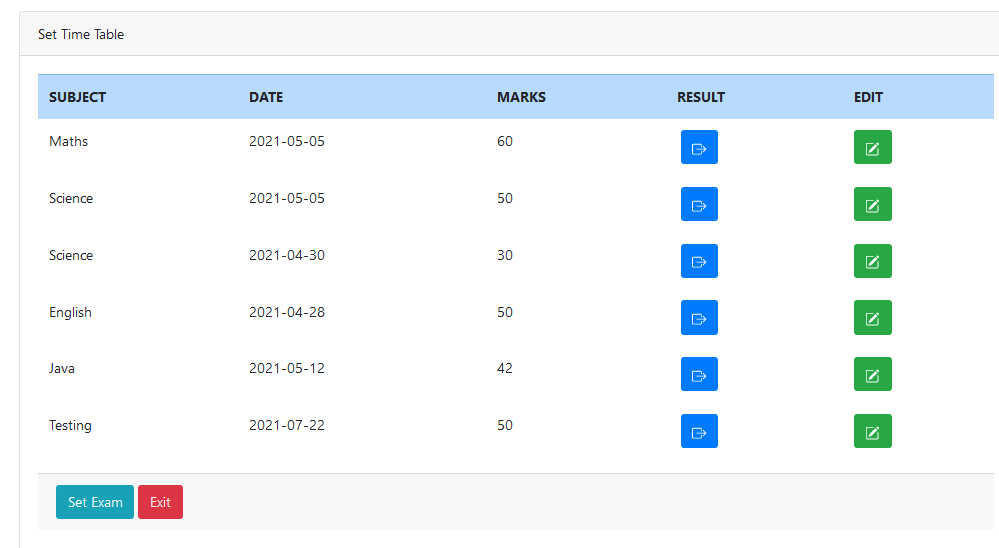 Set Time Table
SUBJECT DATE MARKS RESULT EDIT
Maths 2021-05-05 60
Science 2021-05-05 50
Science 2021-04-30 30
English 2021-04-28 50
Java 2021-05-12 42
Testing 2021-07-22 50
Set Exam Exit